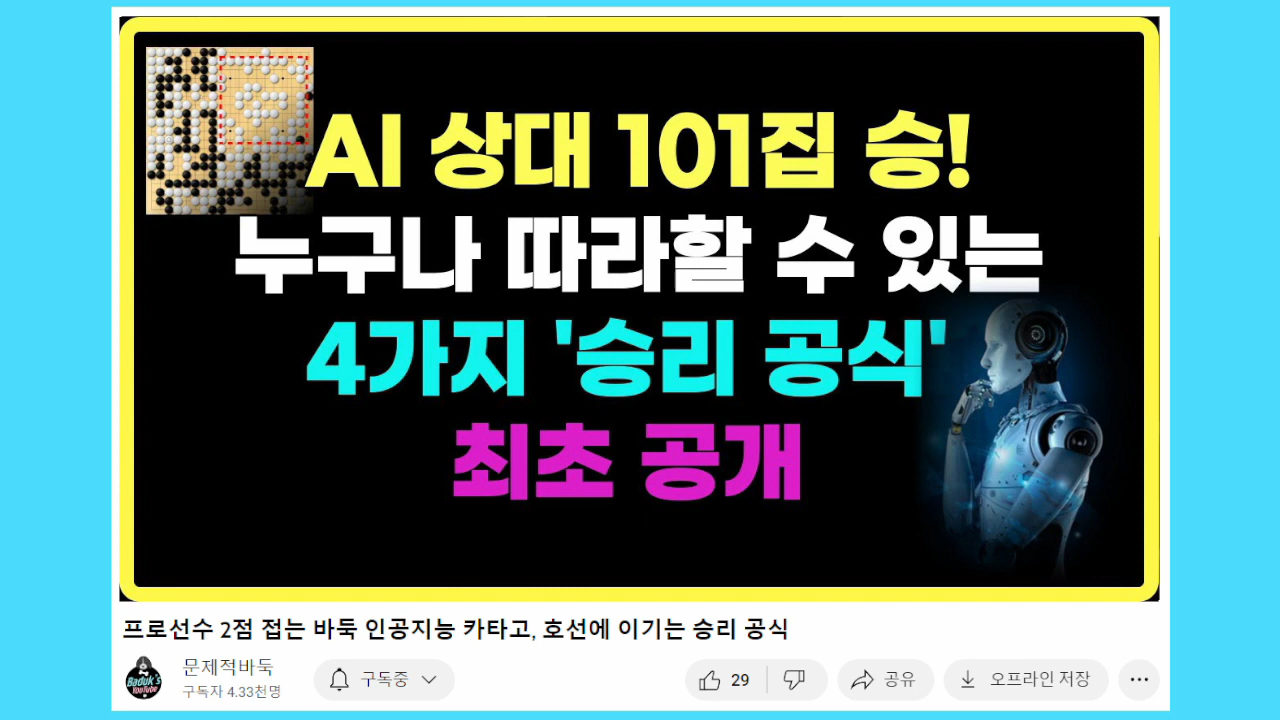 AI 상대 101집 승!
누구나 따라할 수 있는
4가지 '승리 공식'
최초 공개
프로선수 2점 접는 바둑 인공지능 카타고, 호선에 이기는 승리 공식
Baduk's
YouTube
문제적바둑
구독자 4.33천명
구독중
29
공유
오프라인 저장